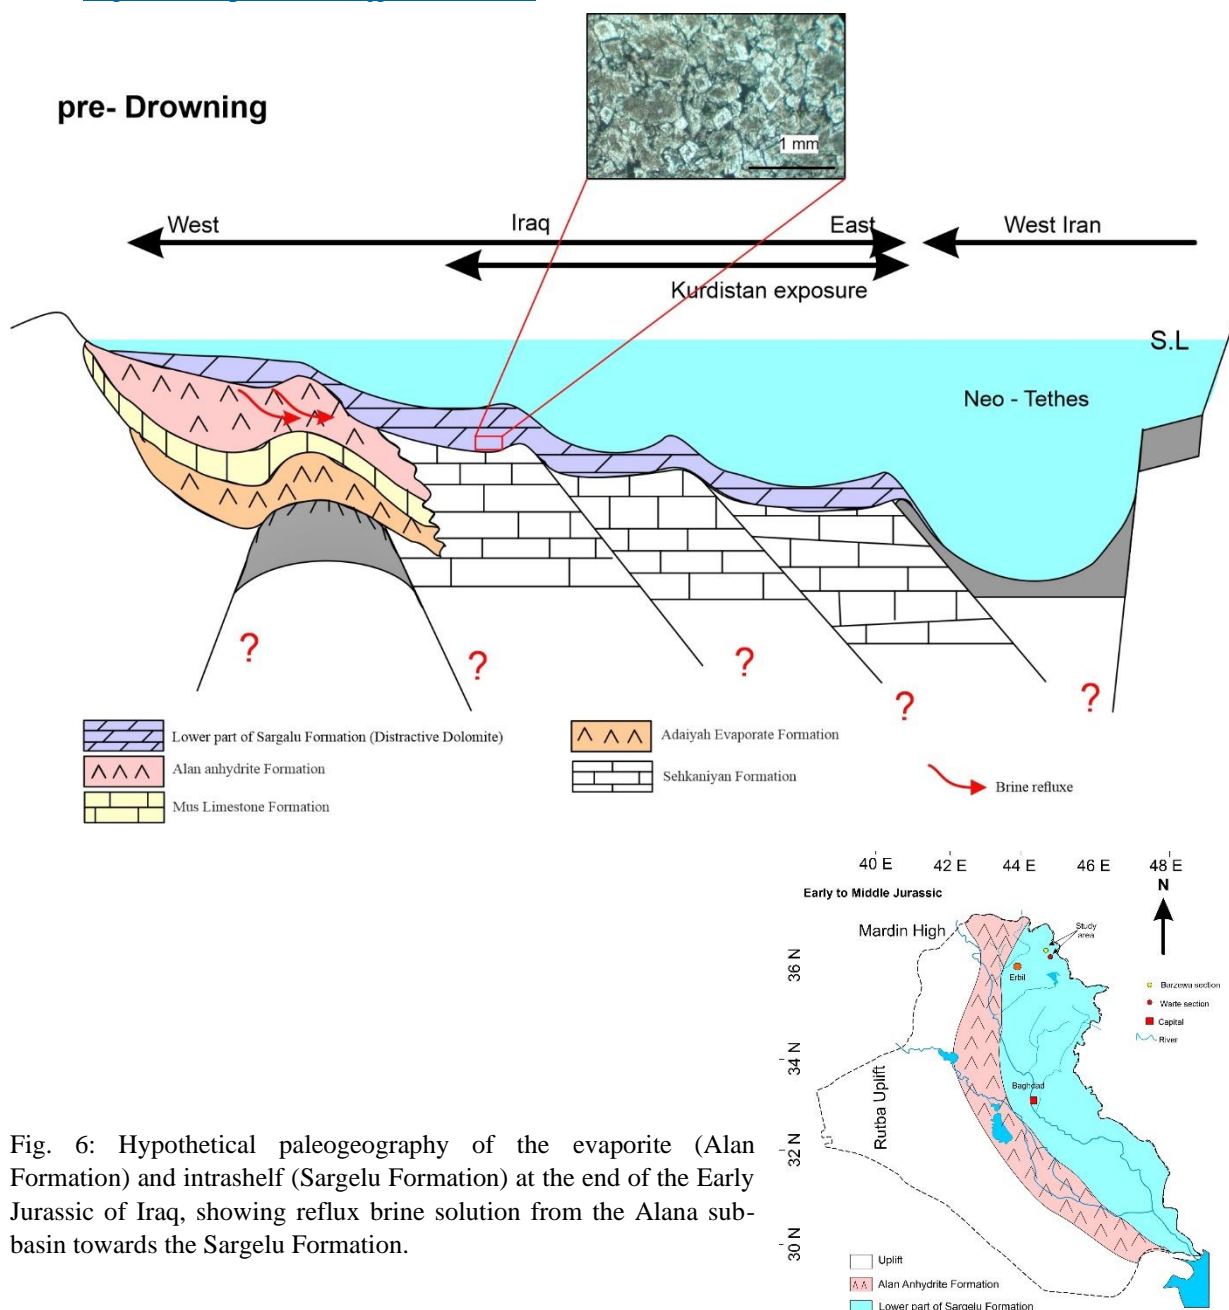 pre- Drowning
1 mm
West
Iraq
East
West Iran
Kurdistan exposure
S.L
Neo - Tethes
? ? ? ? ?
Lower part of Sargalu Formation (Distractive Dolomite)
Alan anhydrite Formation
Mus Limestone Formation
Adaiyah Evaporate Formation
Sehkaniyan Formation
Brine refluxe
40 E 42 E 44 E 46 E 48 E
Early to Middle Jurassic
N
Mardin High
Study
area
36 N
Erbil
Barzewa section
Warte section
Capital
River
34 N
Baghdad
Rutba Uplift
32 N
30 N
Uplift
Alan Anhydrite Formation
Lower part of Sargelu Formation
Fig. 6: Hypothetical paleogeography of the evaporite (Alan
Formation) and intrashelf (Sargelu Formation) at the end of the Early
Jurassic of Iraq, showing reflux brine solution from the Alana sub-
basin towards the Sargelu Formation.